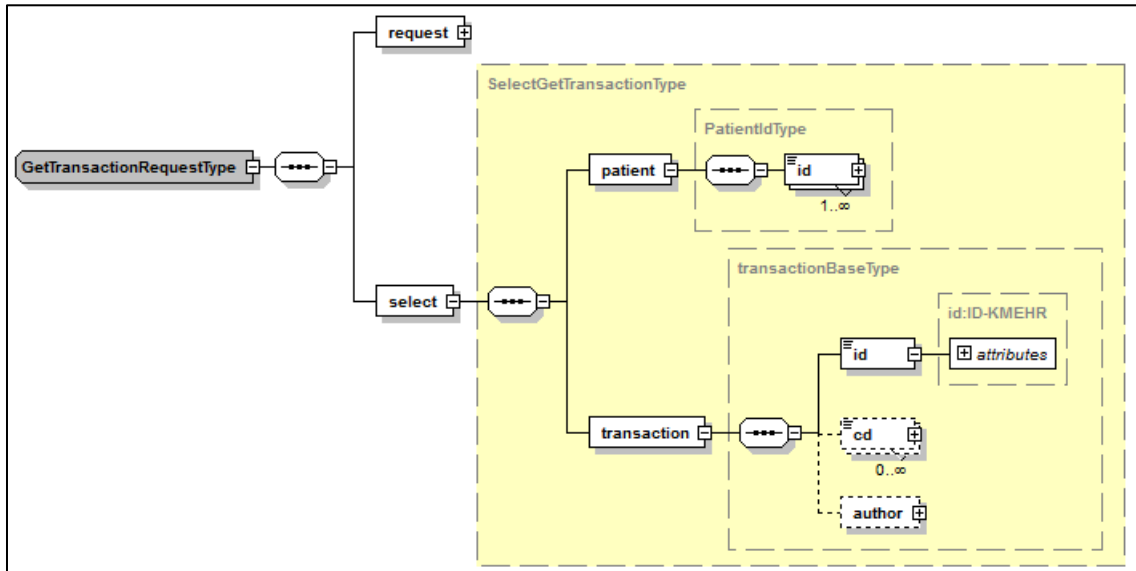 request
SelectGetTransactionType
PatientIdType
GetTransactionRequestType
patient
id
1..∞
transactionBaseType
id:ID-KMEHR
select
id
attributes
transaction
cd
0..∞
author